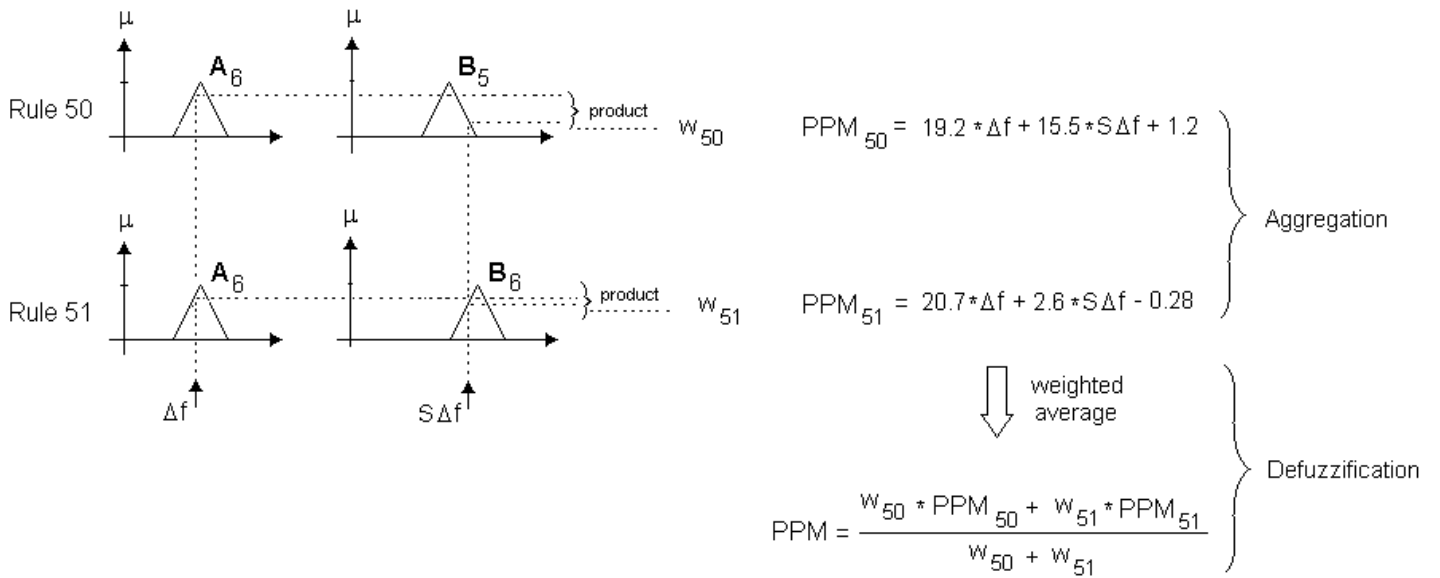 μ μ
A6 B5
Rule 50 product w50 PPM50 = 19.2 * Δf + 15.5 * SΔf + 1.2
μ μ
Aggregation
A6 B6
Rule 51 product w51 PPM51 = 20.7 * Δf + 2.6 * SΔf - 0.28
Δf SΔf
weighted
average
Defuzzification
w50 * PPM50 + w51 * PPM51
PPM =
w50 + w51